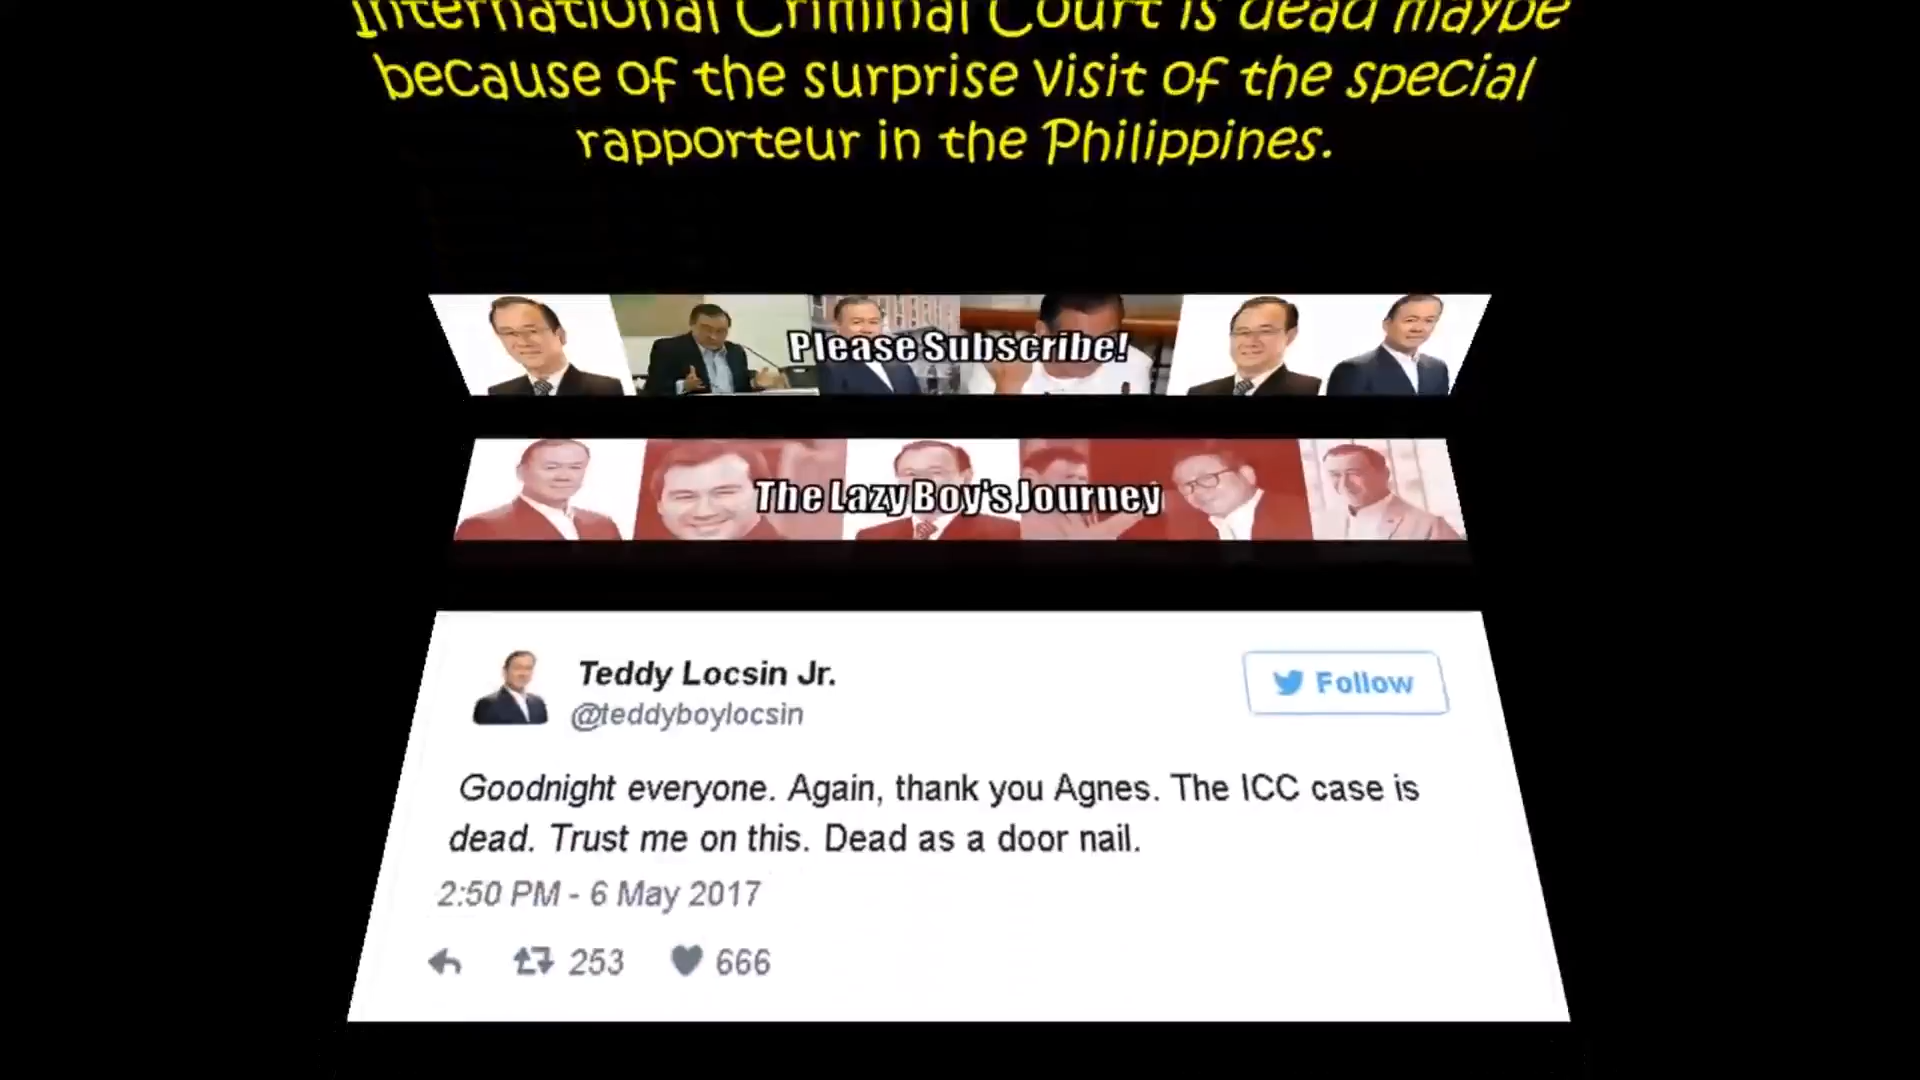 International Criminal Court is dead maybe
because of the surprise visit of the special
rapporteur in the Philippines.
Please Subscribe!
The Lazy Boy's Journey
Teddy Locsin Jr.
@teddyboylocsin
Follow
Goodnight everyone. Again, thank you Agnes. The ICC case is
dead. Trust me on this. Dead as a door nail.
2:50 PM - 6 May 2017
253 666